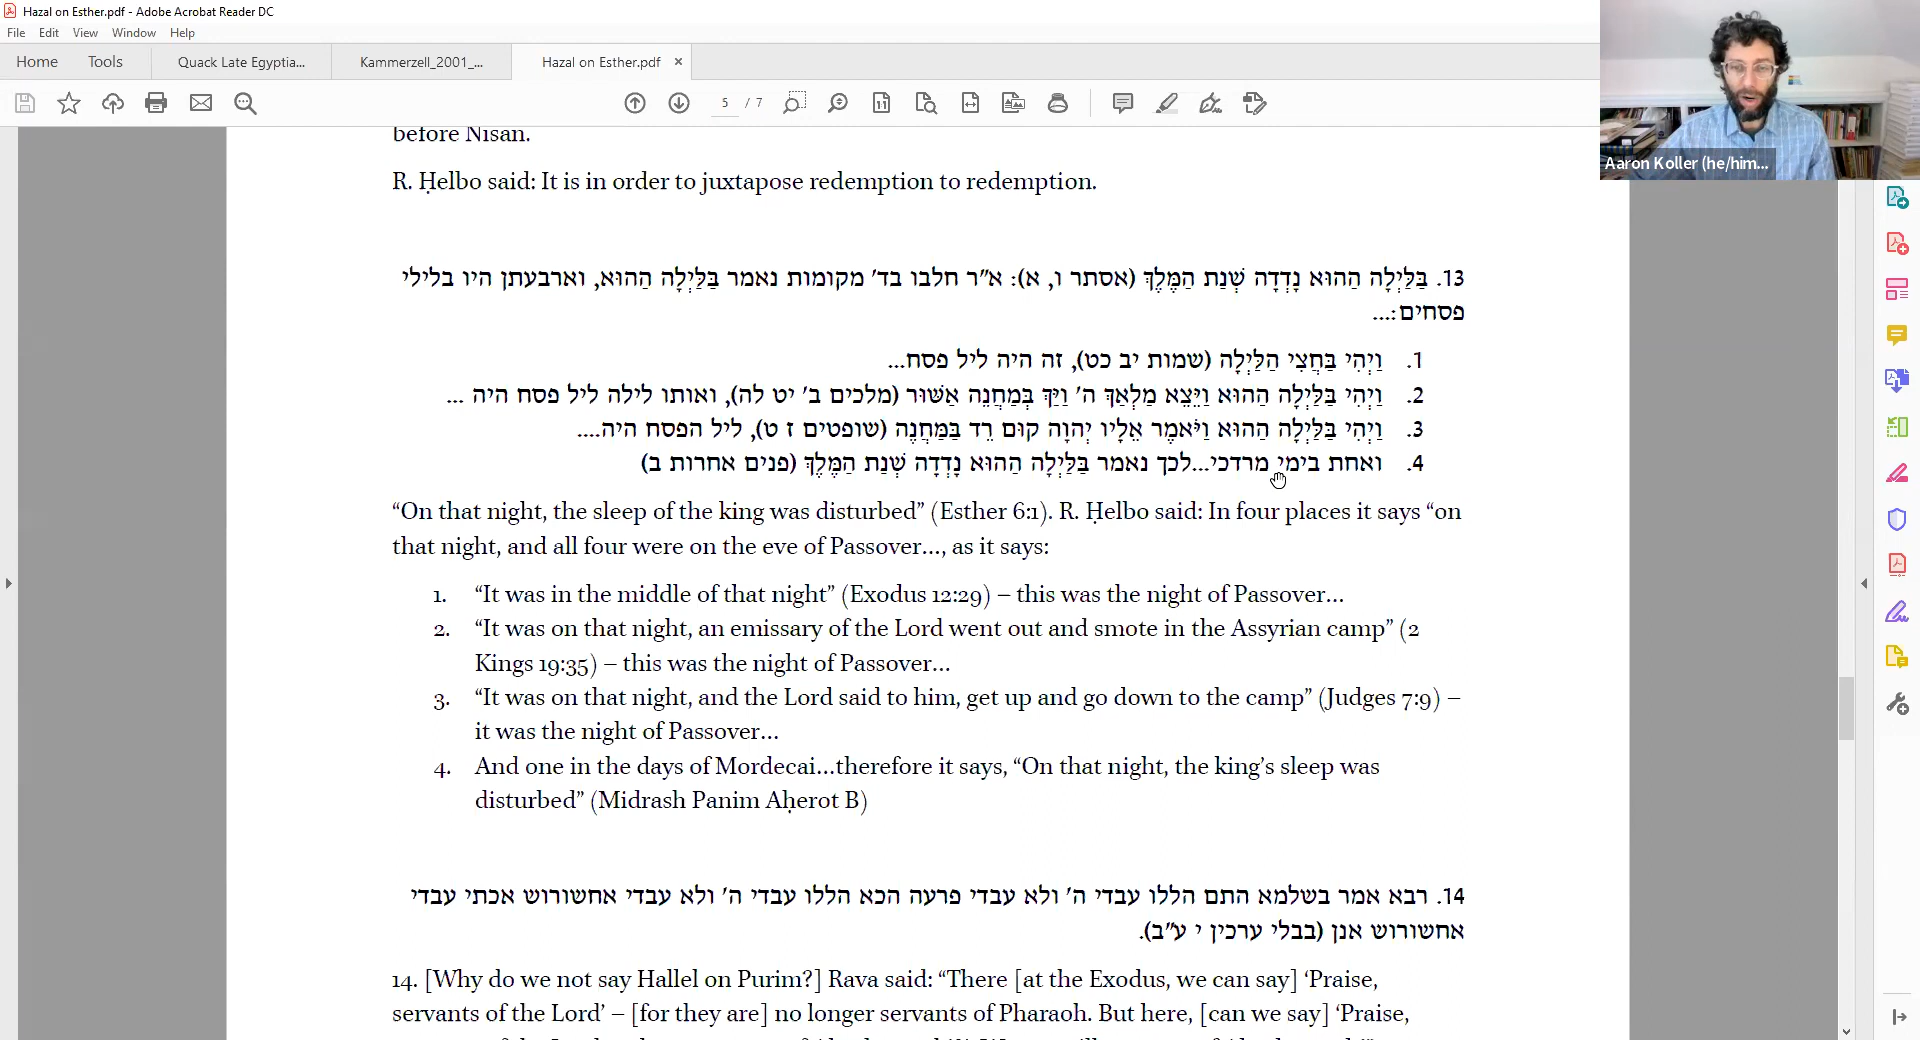 Hazal on Esther.pdf - Adobe Acrobat Reader DC
File Edit View Window Help
Home Tools Quack Late Egyptia... Kammerzell_2001_... Hazal on Esther.pdf ×
5 / 7
Aaron Koller (he/him...
before Nisan.
R. Ḥelbo said: It is in order to juxtapose redemption to redemption.
13. בַּלַּיְלָה הַהוּא נָדְדָה שְׁנַת הַמֶּלֶךְ (אסתר ו, א): א"ר חלבו בד' מקומות נאמר בַּלַּיְלָה הַהוּא, וארבעתן היו בלילי
פסחים:...
1. וַיְהִי בַּחֲצִי הַלַּיְלָה (שמות יב כט), זה היה ליל פסח...
2. וַיְהִי בַּלַּיְלָה הַהוּא וַיֵּצֵא מַלְאַךְ ה' וַיַּךְ בְּמַחֲנֵה אַשּׁוּר (מלכים ב' יט לה), ואותו לילה ליל פסח היה ...
3. וַיְהִי בַּלַּיְלָה הַהוּא וַיֹּאמֶר אֵלָיו יְהוָה קוּם רֵד בַּמַּחֲנֶה (שופטים ז ט), ליל הפסח היה....
4. ואחת בימי מרדכי...לכך נאמר בַּלַּיְלָה הַהוּא נָדְדָה שְׁנַת הַמֶּלֶךְ (פנים אחרות ב)
“On that night, the sleep of the king was disturbed” (Esther 6:1). R. Ḥelbo said: In four places it says “on
that night, and all four were on the eve of Passover…, as it says:
1. “It was in the middle of that night” (Exodus 12:29) – this was the night of Passover…
2. “It was on that night, an emissary of the Lord went out and smote in the Assyrian camp” (2
Kings 19:35) – this was the night of Passover…
3. “It was on that night, and the Lord said to him, get up and go down to the camp” (Judges 7:9) –
it was the night of Passover…
4. And one in the days of Mordecai…therefore it says, “On that night, the king’s sleep was
disturbed” (Midrash Panim Aḥerot B)
14. רבא אמר בשלמא התם הללו עבדי ה' ולא עבדי פרעה הכא הללו עבדי ה' ולא עבדי אחשורוש אכתי עבדי
אחשורוש אנן (בבלי ערכין י ע"ב).
14. [Why do we not say Hallel on Purim?] Rava said: “There [at the Exodus, we can say] ‘Praise,
servants of the Lord’ – [for they are] no longer servants of Pharaoh. But here, [can we say] ‘Praise,